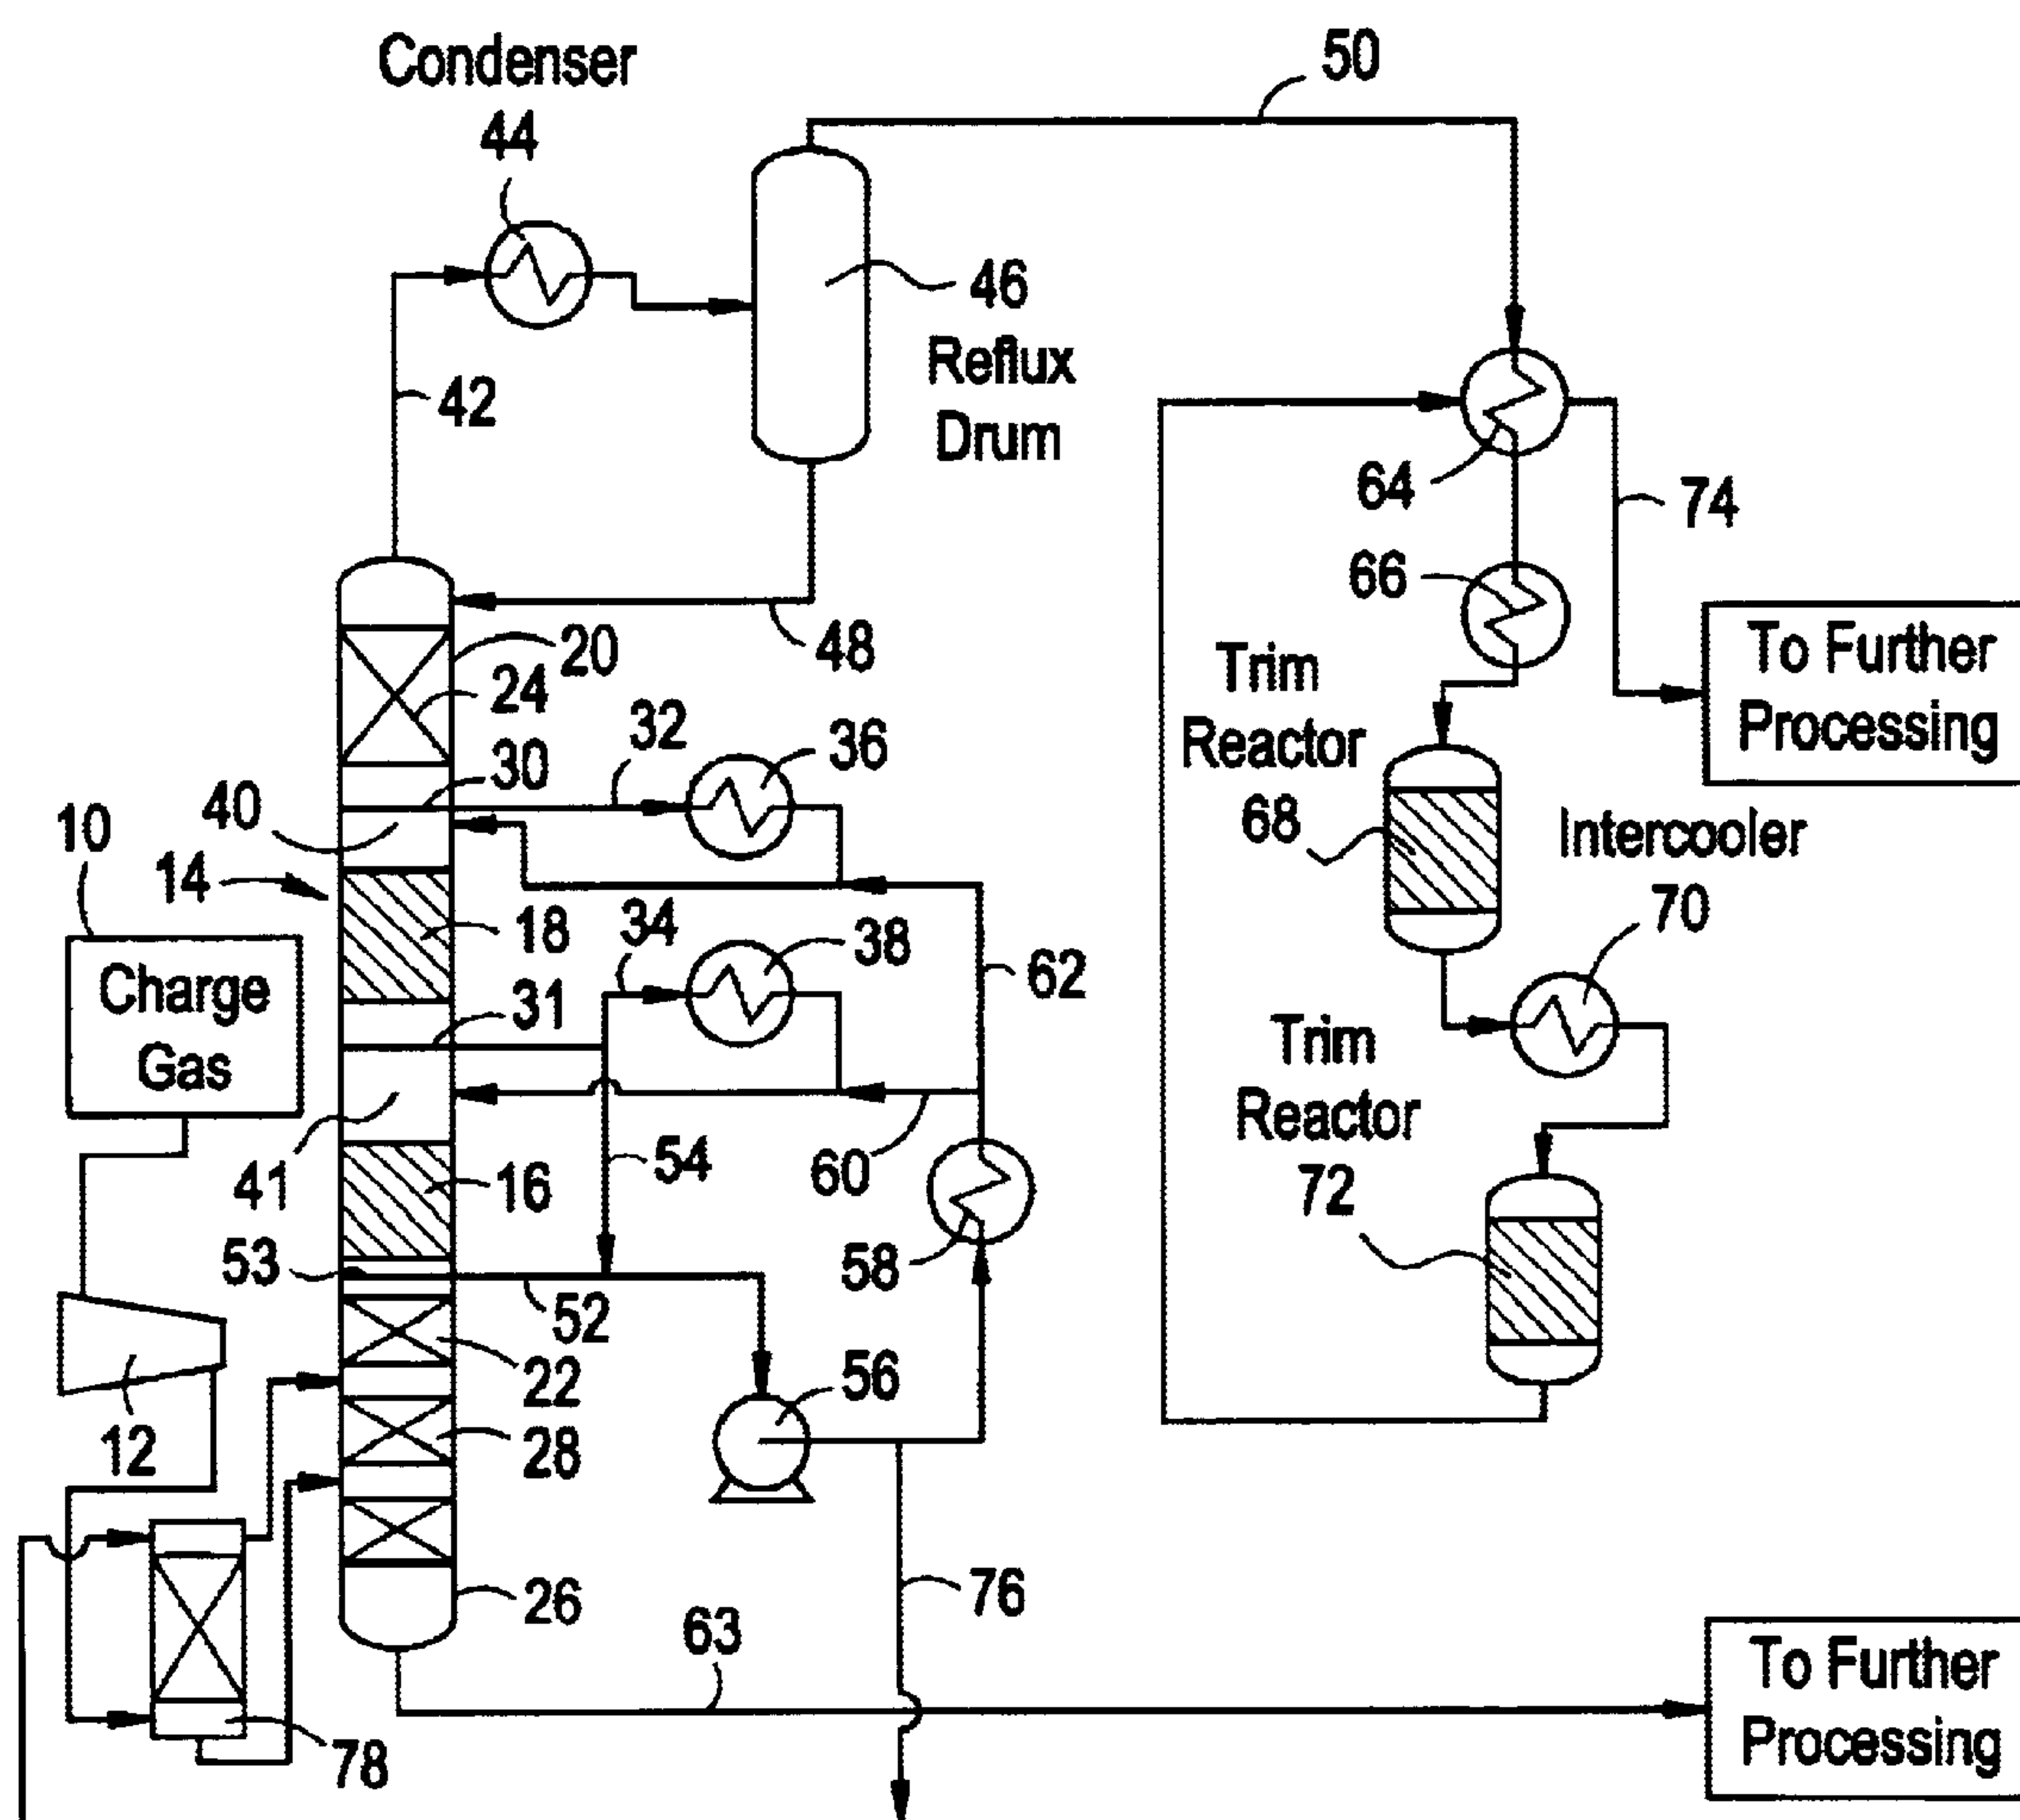 Condenser
44
50
46
Reflux
Drum
42
64
74
66
48
20
24
To Further
Processing
Trim
Reactor
68
32
36
30
40
10
14
Intercooler
70
18
34
38
62
Charge
Gas
31
Trim
Reactor
72
54
60
41
16
53
58
52
22
56
12
28
26
76
63
To Further
Processing
78